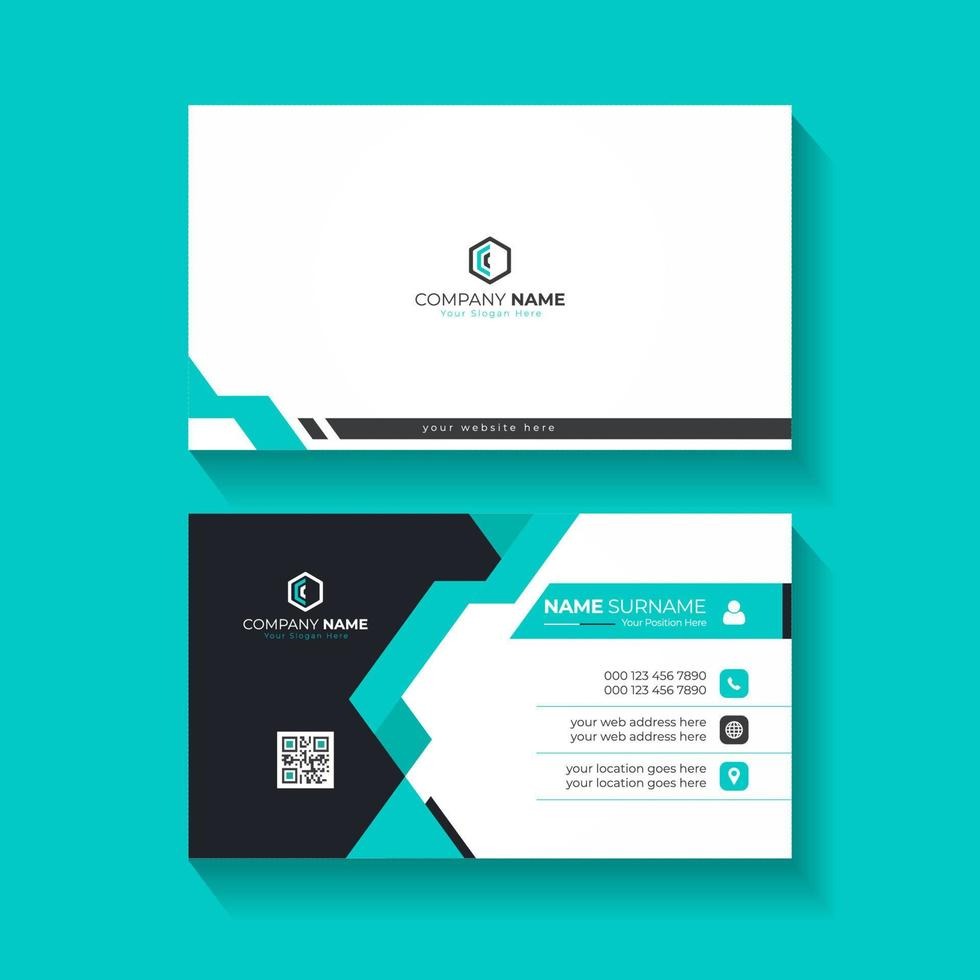 COMPANY NAME
Your Slogan Here
your website here
COMPANY NAME
Your Slogan Here
NAME SURNAME
Your Position Here
000 123 456 7890
000 123 456 7890
your web address here
your web address here
your location goes here
your location goes here